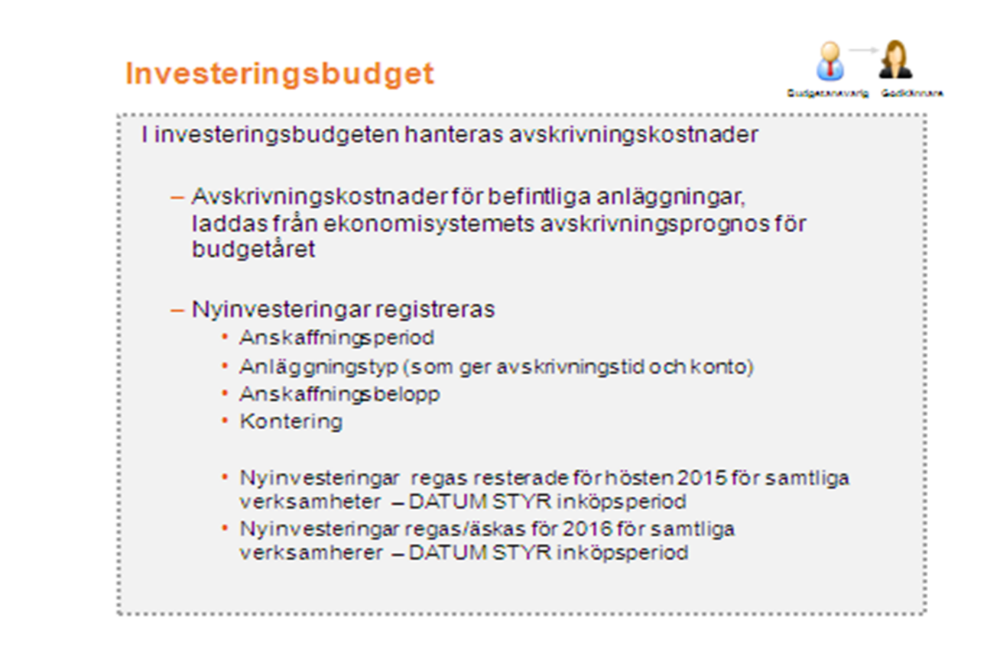 Investeringsbudget
Budgetansvarig Godkännare
I investeringsbudgeten hanteras avskrivningskostnader
– Avskrivningskostnader för befintliga anläggningar,
laddas från ekonomisystemets avskrivningsprognos för
budgetåret
– Nyinvesteringar registreras
• Anskaffningsperiod
• Anläggningstyp (som ger avskrivningstid och konto)
• Anskaffningsbelopp
• Kontering
• Nyinvesteringar regas resterade för hösten 2015 för samtliga
verksamheter – DATUM STYR inköpsperiod
• Nyinvesteringar regas/äskas för 2016 för samtliga
verksamherer – DATUM STYR inköpsperiod